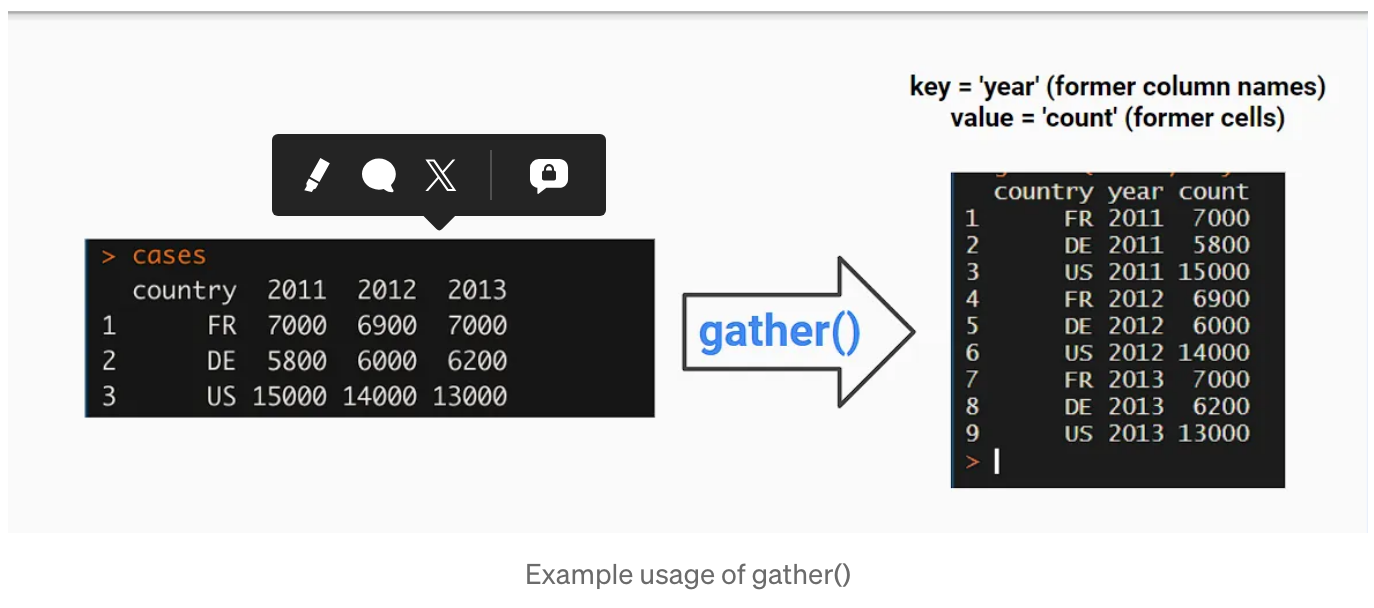 key = 'year' (former column names)
value = 'count' (former cells)
> cases
country 2011 2012 2013
1 FR 7000 6900 7000
2 DE 5800 6000 6200
3 US 15000 14000 13000
gather()
country year count
1 FR 2011 7000
2 DE 2011 5800
3 US 2011 15000
4 FR 2012 6900
5 DE 2012 6000
6 US 2012 14000
7 FR 2013 7000
8 DE 2013 6200
9 US 2013 13000
>
Example usage of gather()